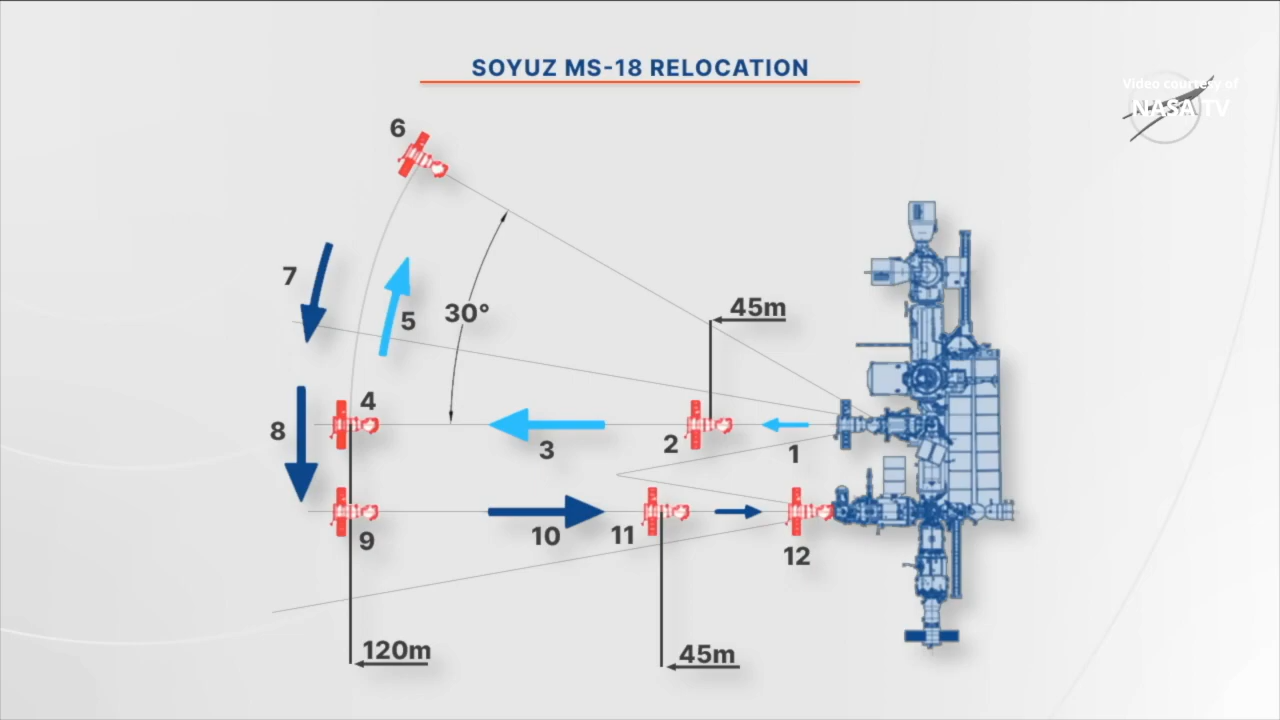 SOYUZ MS-18 RELOCATION
Video courtesy of
NASA TV
6
7
5
30°
45m
4
8
3
2
1
9
10
11
12
120m
45m